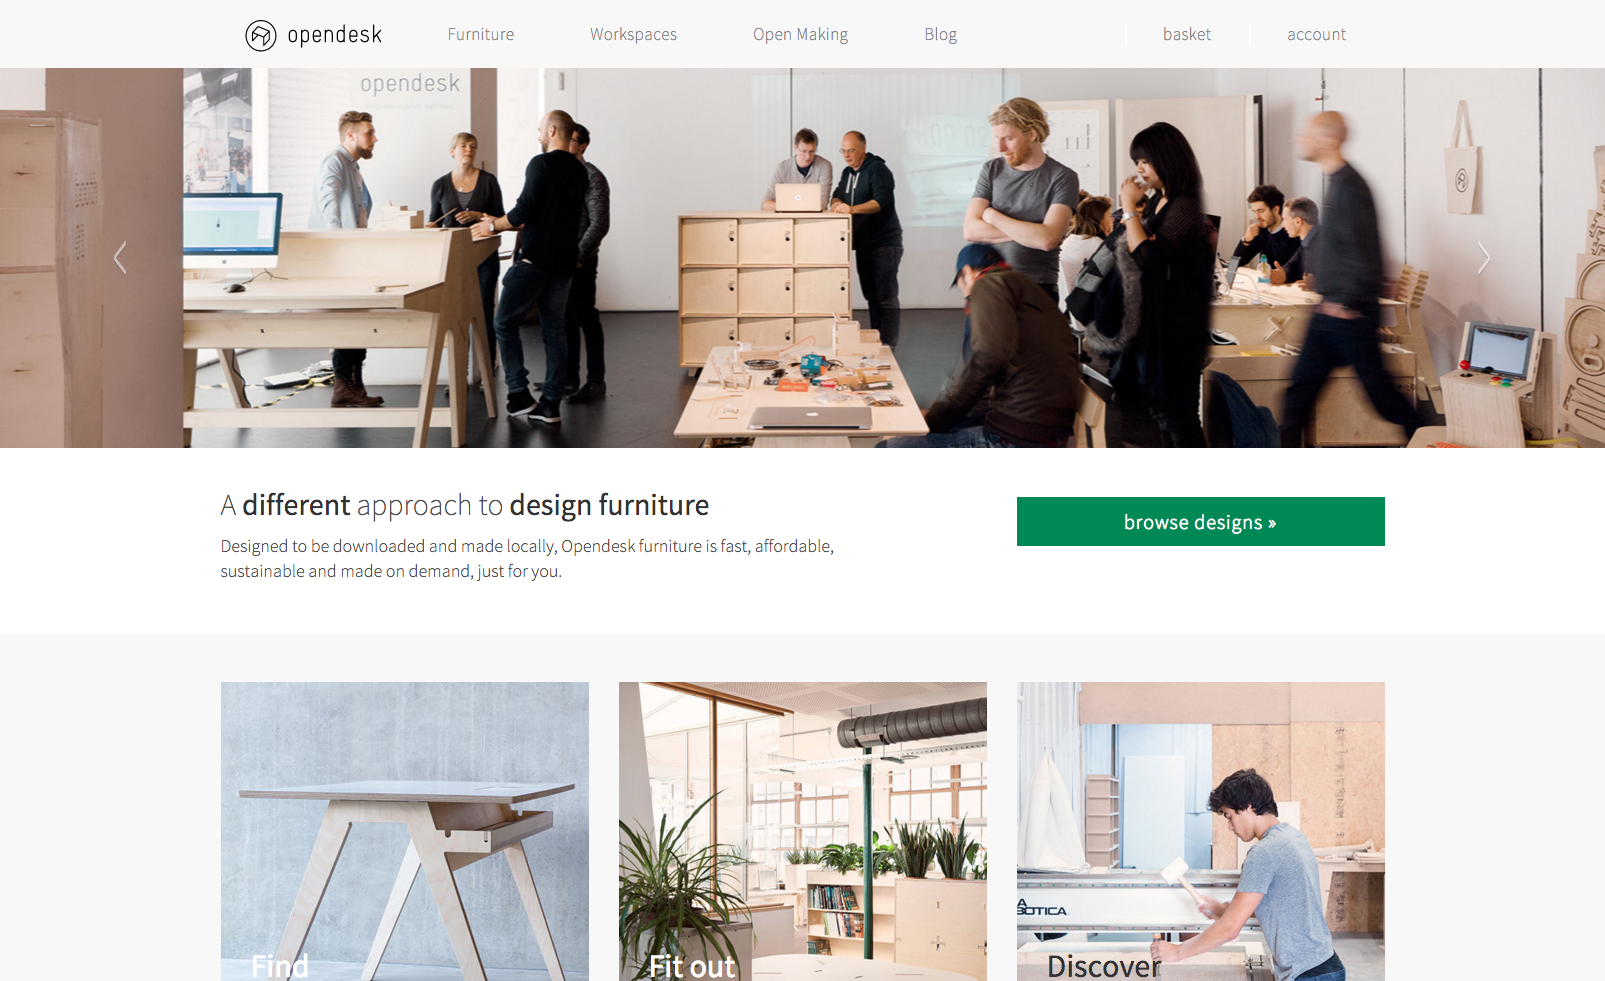 opendesk
Furniture
Workspaces
Open Making
Blog
basket
account
opendesk
A different approach to design furniture
Designed to be downloaded and made locally, Opendesk furniture is fast, affordable,
sustainable and made on demand, just for you.
browse designs »
BOTICA
Find
Fit out
Discover